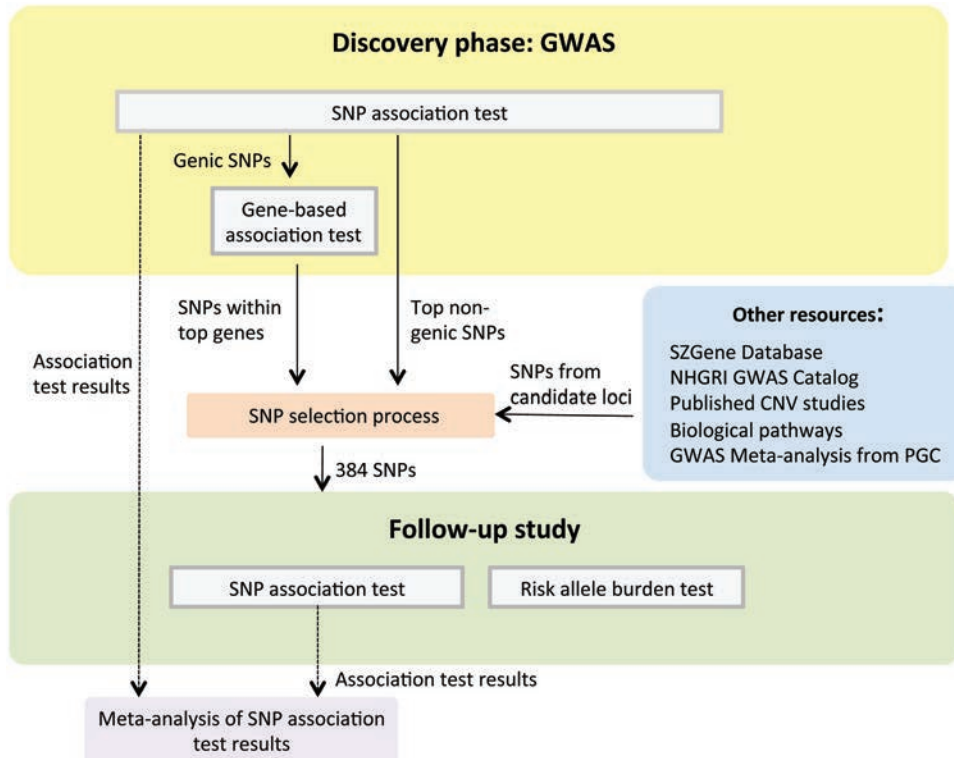 Discovery phase: GWAS
SNP association test
Genic SNPs
Gene-based
association test
SNPs within
top genes
Top non-
genic SNPs
Association
test results
SNPs from
candidate loci
Other resources:
SZGene Database
NHGRI GWAS Catalog
Published CNV studies
Biological pathways
GWAS Meta-analysis from PGC
SNP selection process
384 SNPs
Follow-up study
SNP association test
Risk allele burden test
Association test results
Meta-analysis of SNP association
test results